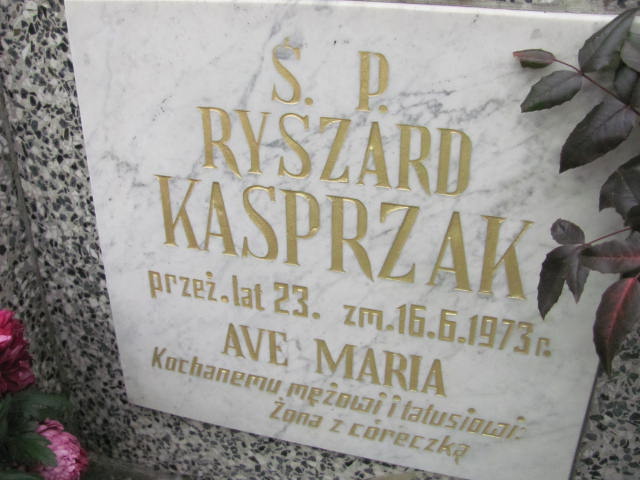 Ś. P.
RYSZARD
KASPRZAK
przeż. lat 23. zm. 16.6.1973 r.
AVE MARIA
Kochanemu mężowi i tatusiowi:
Żona z córeczką